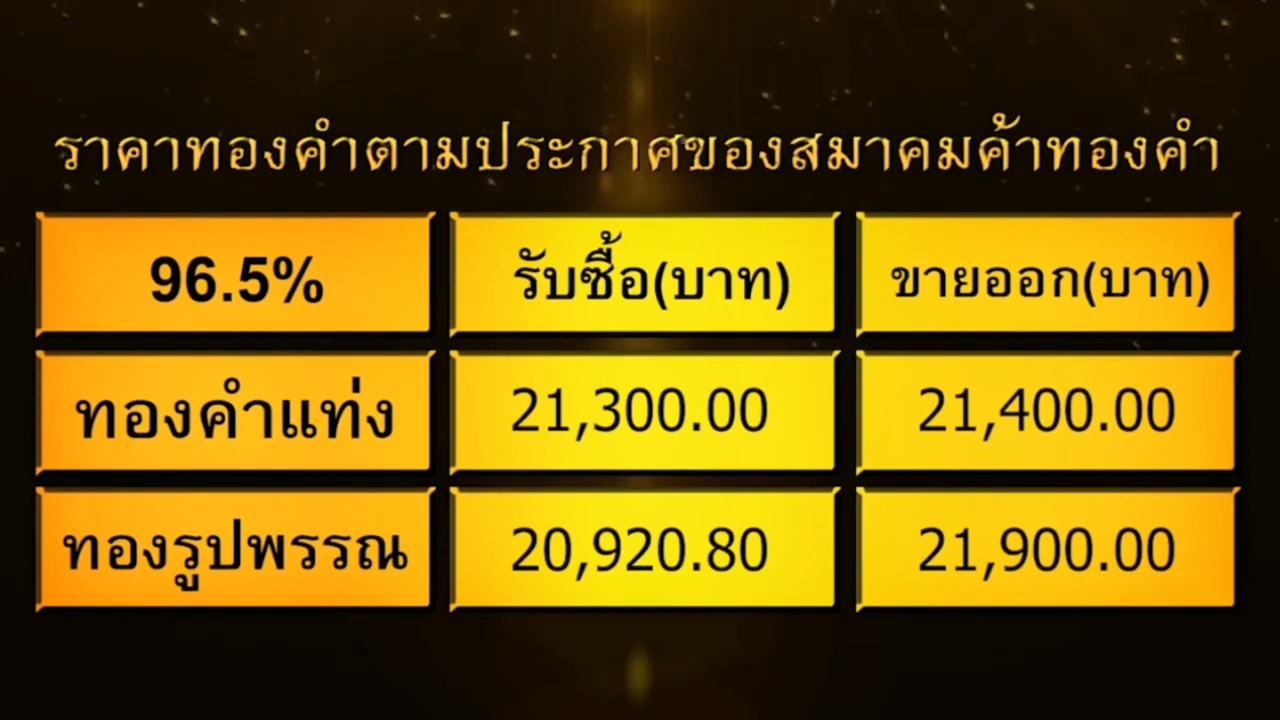 ราคาทองคำตามประกาศของสมาคมค้าทองคำ
96.5% รับซื้อ(บาท) ขายออก(บาท)
ทองคำแท่ง 21,300.00 21,400.00
ทองรูปพรรณ 20,920.80 21,900.00